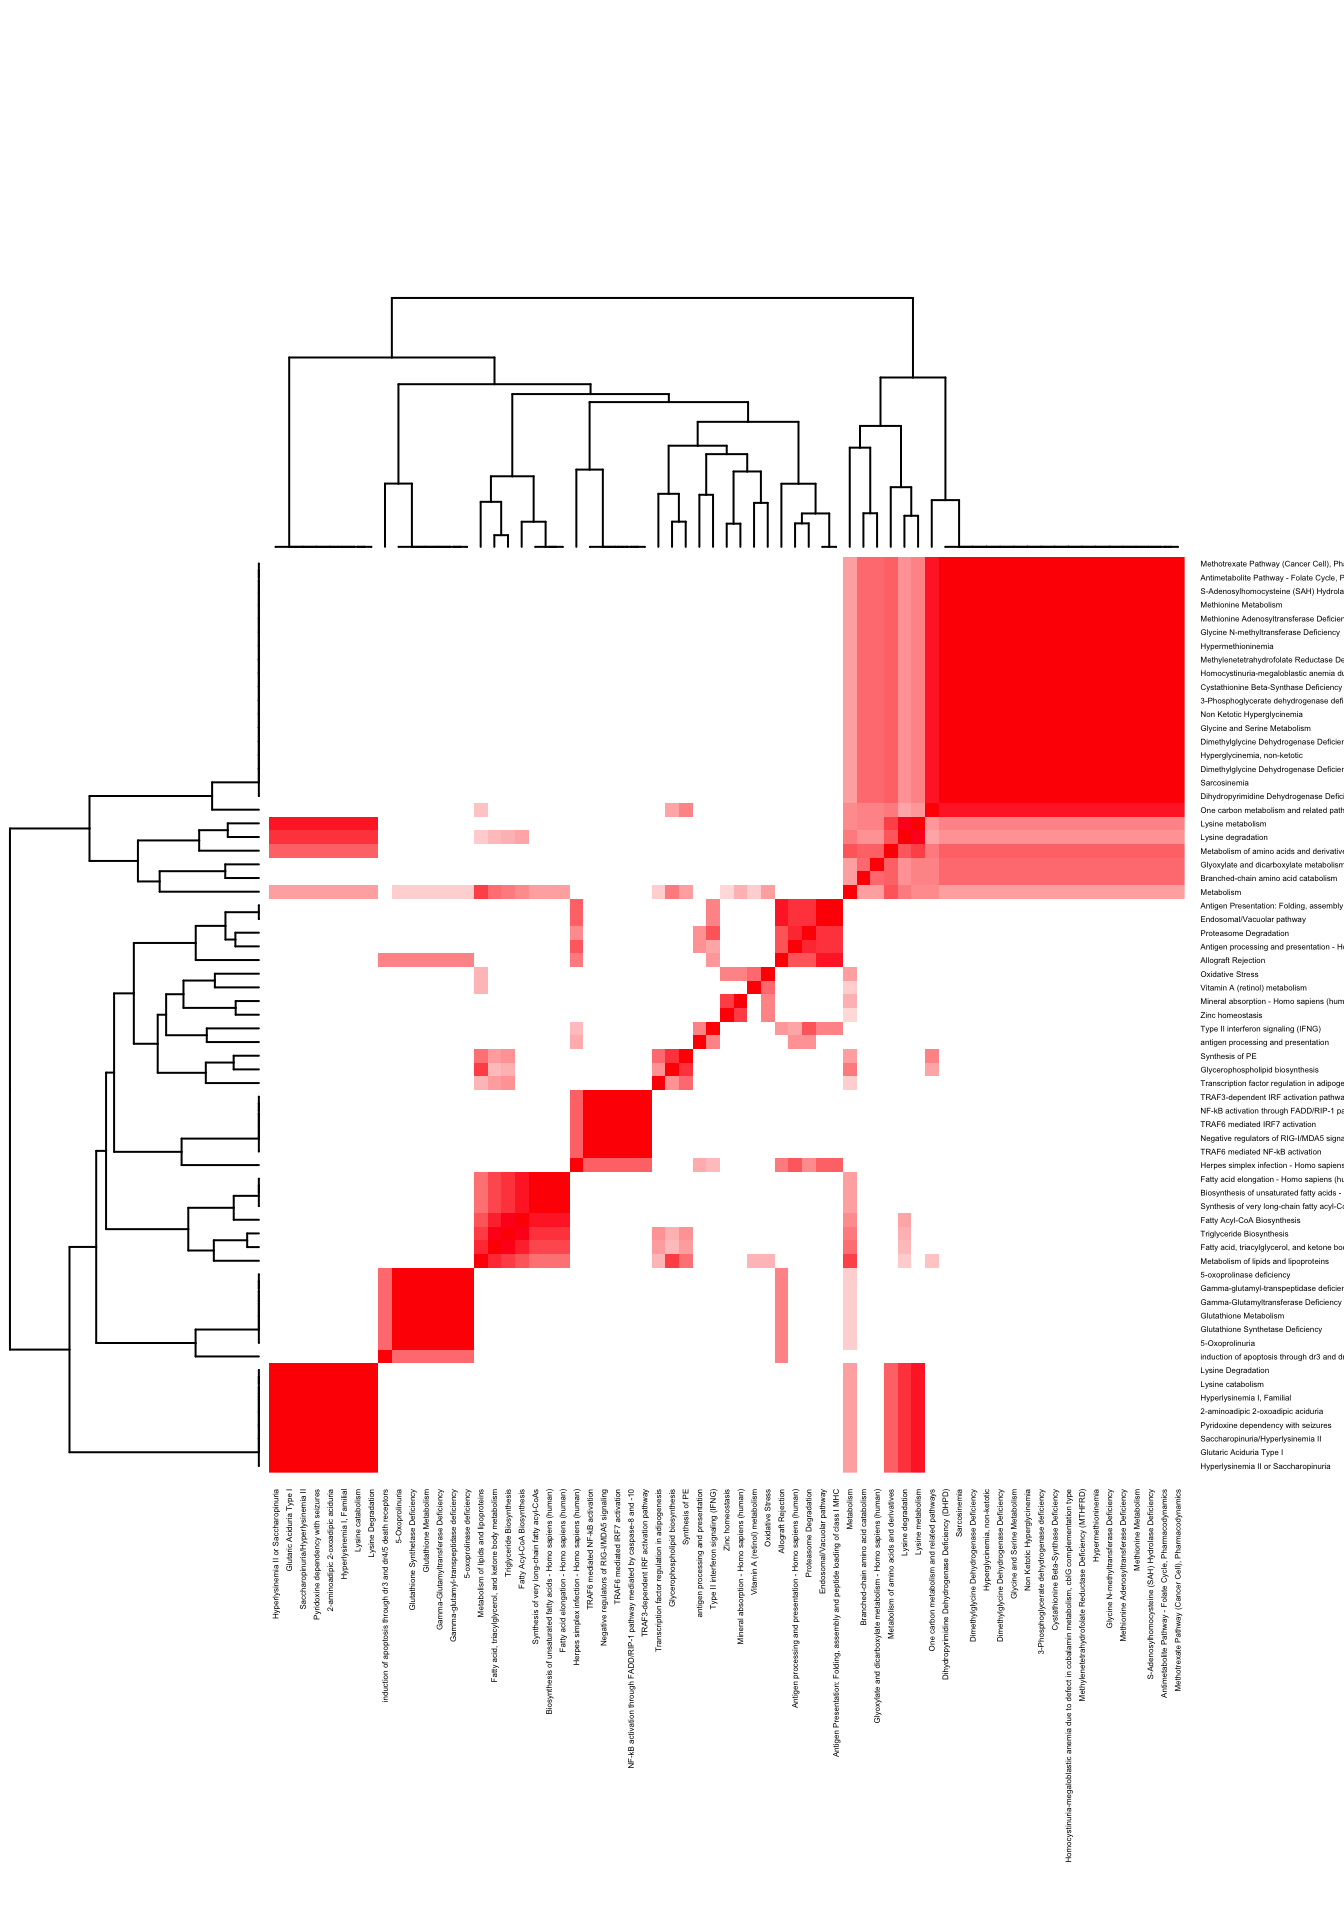 Methotrexate Pathway (Cancer Cell), Pha
Antimetabolite Pathway - Folate Cycle, P
S-Adenosylhomocysteine (SAH) Hydrola
Methionine Metabolism
Methionine Adenosyltransferase Deficien
Glycine N-methyltransferase Deficiency
Hypermethioninemia
Methylenetetrahydrofolate Reductase De
Homocystinuria-megaloblastic anemia du
Cystathionine Beta-Synthase Deficiency
3-Phosphoglycerate dehydrogenase defi
Non Ketotic Hyperglycinemia
Glycine and Serine Metabolism
Dimethylglycine Dehydrogenase Deficien
Hyperglycinemia, non-ketotic
Dimethylglycine Dehydrogenase Deficien
Sarcosinemia
Dihydropyrimidine Dehydrogenase Defici
One carbon metabolism and related path
Lysine metabolism
Lysine degradation
Metabolism of amino acids and derivative
Glyoxylate and dicarboxylate metabolism
Branched-chain amino acid catabolism
Metabolism
Antigen Presentation: Folding, assembly
Endosomal/Vacuolar pathway
Proteasome Degradation
Antigen processing and presentation - Ho
Allograft Rejection
Oxidative Stress
Vitamin A (retinol) metabolism
Mineral absorption - Homo sapiens (hum
Zinc homeostasis
Type II interferon signaling (IFNG)
antigen processing and presentation
Synthesis of PE
Glycerophospholipid biosynthesis
Transcription factor regulation in adipoge
TRAF3-dependent IRF activation pathwa
NF-kB activation through FADD/RIP-1 pa
TRAF6 mediated IRF7 activation
Negative regulators of RIG-I/MDA5 signa
TRAF6 mediated NF-kB activation
Herpes simplex infection - Homo sapiens
Fatty acid elongation - Homo sapiens (hu
Biosynthesis of unsaturated fatty acids -
Synthesis of very long-chain fatty acyl-Co
Fatty Acyl-CoA Biosynthesis
Triglyceride Biosynthesis
Fatty acid, triacylglycerol, and ketone bod
Metabolism of lipids and lipoproteins
5-oxoprolinase deficiency
Gamma-glutamyl-transpeptidase deficien
Gamma-Glutamyltransferase Deficiency
Glutathione Metabolism
Glutathione Synthetase Deficiency
5-Oxoprolinuria
induction of apoptosis through dr3 and dr
Lysine Degradation
Lysine catabolism
Hyperlysinemia I, Familial
2-aminoadipic 2-oxoadipic aciduria
Pyridoxine dependency with seizures
Saccharopinuria/Hyperlysinemia II
Glutaric Aciduria Type I
Hyperlysinemia II or Saccharopinuria
Hyperlysinemia II or Saccharopinuria
Glutaric Aciduria Type I
Saccharopinuria/Hyperlysinemia II
Pyridoxine dependency with seizures
2-aminoadipic 2-oxoadipic aciduria
Hyperlysinemia I, Familial
Lysine catabolism
Lysine Degradation
induction of apoptosis through dr3 and dr4/5 death receptors
5-Oxoprolinuria
Glutathione Synthetase Deficiency
Glutathione Metabolism
Gamma-Glutamyltransferase Deficiency
Gamma-glutamyl-transpeptidase deficiency
5-oxoprolinase deficiency
Metabolism of lipids and lipoproteins
Fatty acid, triacylglycerol, and ketone body metabolism
Triglyceride Biosynthesis
Fatty Acyl-CoA Biosynthesis
Synthesis of very long-chain fatty acyl-CoAs
Biosynthesis of unsaturated fatty acids - Homo sapiens (human)
Fatty acid elongation - Homo sapiens (human)
Herpes simplex infection - Homo sapiens (human)
TRAF6 mediated NF-kB activation
Negative regulators of RIG-I/MDA5 signaling
TRAF6 mediated IRF7 activation
NF-kB activation through FADD/RIP-1 pathway mediated by caspase-8 and -10
TRAF3-dependent IRF activation pathway
Transcription factor regulation in adipogenesis
Glycerophospholipid biosynthesis
Synthesis of PE
antigen processing and presentation
Type II interferon signaling (IFNG)
Zinc homeostasis
Mineral absorption - Homo sapiens (human)
Vitamin A (retinol) metabolism
Oxidative Stress
Allograft Rejection
Antigen processing and presentation - Homo sapiens (human)
Proteasome Degradation
Endosomal/Vacuolar pathway
Antigen Presentation: Folding, assembly and peptide loading of class I MHC
Metabolism
Branched-chain amino acid catabolism
Glyoxylate and dicarboxylate metabolism - Homo sapiens (human)
Metabolism of amino acids and derivatives
Lysine degradation
Lysine metabolism
One carbon metabolism and related pathways
Dihydropyrimidine Dehydrogenase Deficiency (DHPD)
Sarcosinemia
Dimethylglycine Dehydrogenase Deficiency
Hyperglycinemia, non-ketotic
Dimethylglycine Dehydrogenase Deficiency
Glycine and Serine Metabolism
Non Ketotic Hyperglycinemia
3-Phosphoglycerate dehydrogenase deficiency
Cystathionine Beta-Synthase Deficiency
Homocystinuria-megaloblastic anemia due to defect in cobalamin metabolism, cblG complementation type
Methylenetetrahydrofolate Reductase Deficiency (MTHFRD)
Hypermethioninemia
Glycine N-methyltransferase Deficiency
Methionine Adenosyltransferase Deficiency
Methionine Metabolism
S-Adenosylhomocysteine (SAH) Hydrolase Deficiency
Antimetabolite Pathway - Folate Cycle, Pharmacodynamics
Methotrexate Pathway (Cancer Cell), Pharmacodynamics